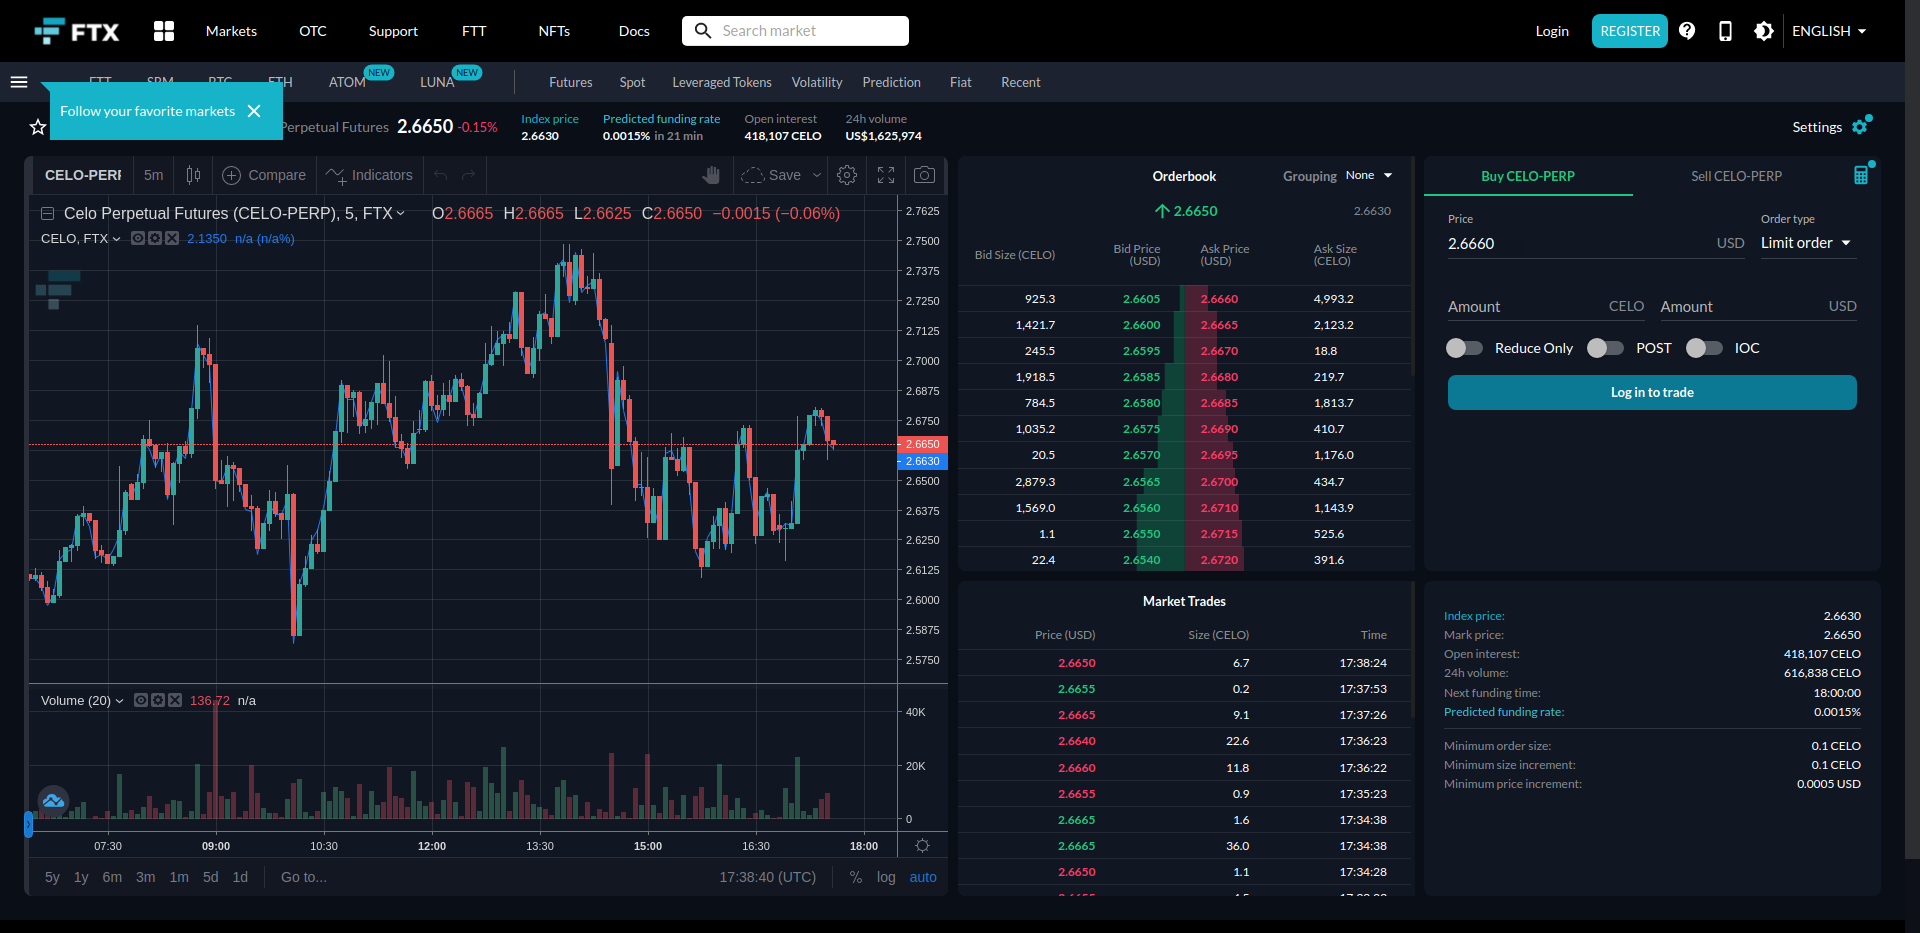 FTX Markets OTC Support FTT NFTs Docs Search market Login REGISTER ENGLISH
ATOM NEW LUNA NEW Futures Spot Leveraged Tokens Volatility Prediction Fiat Recent
Follow your favorite markets
Perpetual Futures 2.6650 -0.15%
Index price
2.6630
Predicted funding rate
0.0015% in 21 min
Open interest
418,107 CELO
24h volume
US$1,625,974
Settings
CELO-PERP 5m Compare Indicators Save
Celo Perpetual Futures (CELO-PERP), 5, FTX O2.6665 H2.6665 L2.6625 C2.6650 −0.0015 (−0.06%)
CELO, FTX 2.1350 n/a (n/a%)
2.7625
2.7500
2.7375
2.7250
2.7125
2.7000
2.6875
2.6750
2.6650
2.6630
2.6500
2.6375
2.6250
2.6125
2.6000
2.5875
2.5750
Volume (20) 136.72 n/a
40K
20K
0
07:30 09:00 10:30 12:00 13:30 15:00 16:30 18:00
5y 1y 6m 3m 1m 5d 1d Go to... 17:38:40 (UTC) % log auto
Orderbook Grouping None
2.6650 2.6630
Bid Size (CELO) Bid Price (USD) Ask Price (USD) Ask Size (CELO)
925.3 2.6605 2.6660 4,993.2
1,421.7 2.6600 2.6665 2,123.2
245.5 2.6595 2.6670 18.8
1,918.5 2.6585 2.6680 219.7
784.5 2.6580 2.6685 1,813.7
1,035.2 2.6575 2.6690 410.7
20.5 2.6570 2.6695 1,176.0
2,879.3 2.6565 2.6700 434.7
1,569.0 2.6560 2.6710 1,143.9
1.1 2.6550 2.6715 525.6
22.4 2.6540 2.6720 391.6
Market Trades
Price (USD) Size (CELO) Time
2.6650 6.7 17:38:24
2.6655 0.2 17:37:53
2.6665 9.1 17:37:26
2.6640 22.6 17:36:23
2.6660 11.8 17:36:22
2.6655 0.9 17:35:23
2.6665 1.6 17:34:38
2.6665 36.0 17:34:38
2.6650 1.1 17:34:28
Buy CELO-PERP Sell CELO-PERP
Price Order type
2.6660 USD Limit order
Amount CELO Amount USD
Reduce Only POST IOC
Log in to trade
Index price: 2.6630
Mark price: 2.6650
Open interest: 418,107 CELO
24h volume: 616,838 CELO
Next funding time: 18:00:00
Predicted funding rate: 0.0015%
Minimum order size: 0.1 CELO
Minimum size increment: 0.1 CELO
Minimum price increment: 0.0005 USD